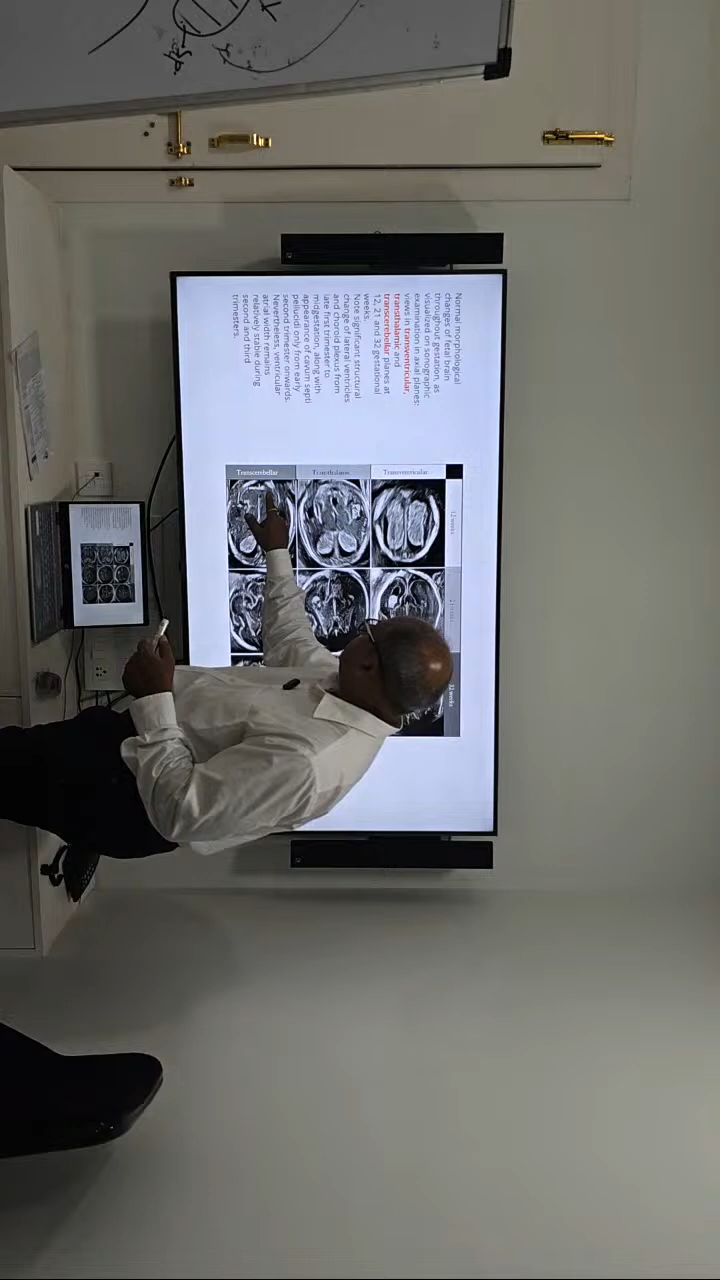 Normal morphological
changes of fetal brain
throughout gestation, as
visualized on sonographic
examination in axial planes:
views in transventricular,
transthalamic and
transcerebellar planes at
12, 21 and 32 gestational
weeks.
Note significant structural
change of lateral ventricles
and choroid plexus from
late first trimester to
midgestation, along with
appearance of cavum septi
pellucidi only from early
second trimester onwards.
Nevertheless, ventricular
atrial width remains
relatively stable during
second and third
trimesters.
12 weeks
32 weeks
Transventricular
Transthalamic
Transcerebellar